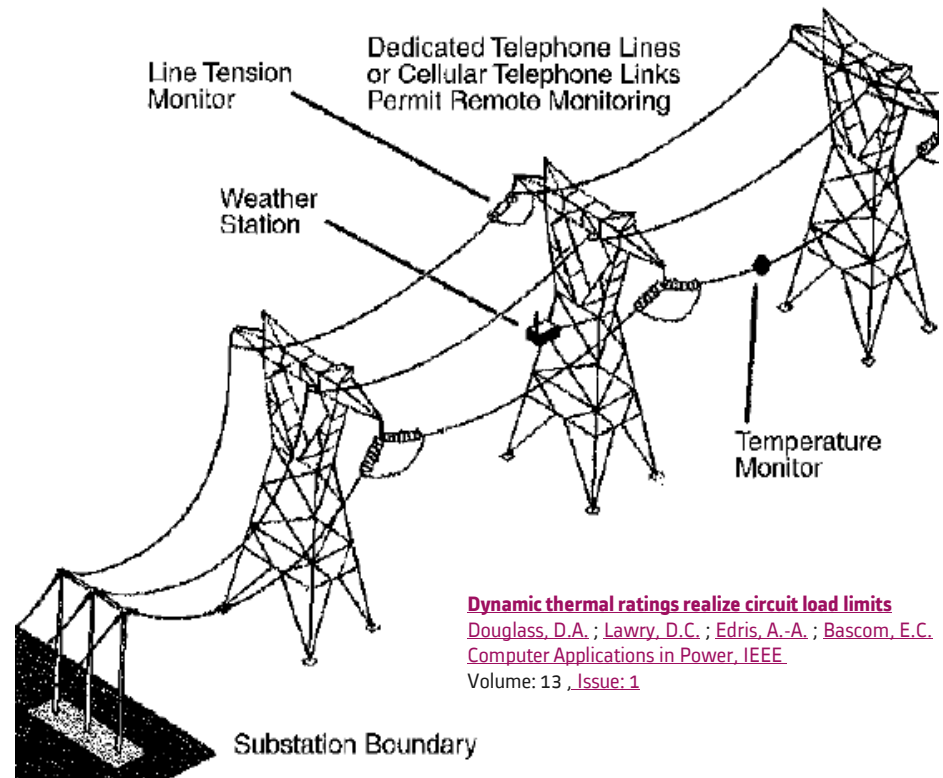 Line Tension
Monitor
Dedicated Telephone Lines
or Cellular Telephone Links
Permit Remote Monitoring
Weather
Station
Temperature
Monitor
Dynamic thermal ratings realize circuit load limits
Douglass, D.A. ; Lawry, D.C. ; Edris, A.-A. ; Bascom, E.C.
Computer Applications in Power, IEEE
Volume: 13 , Issue: 1
Substation Boundary